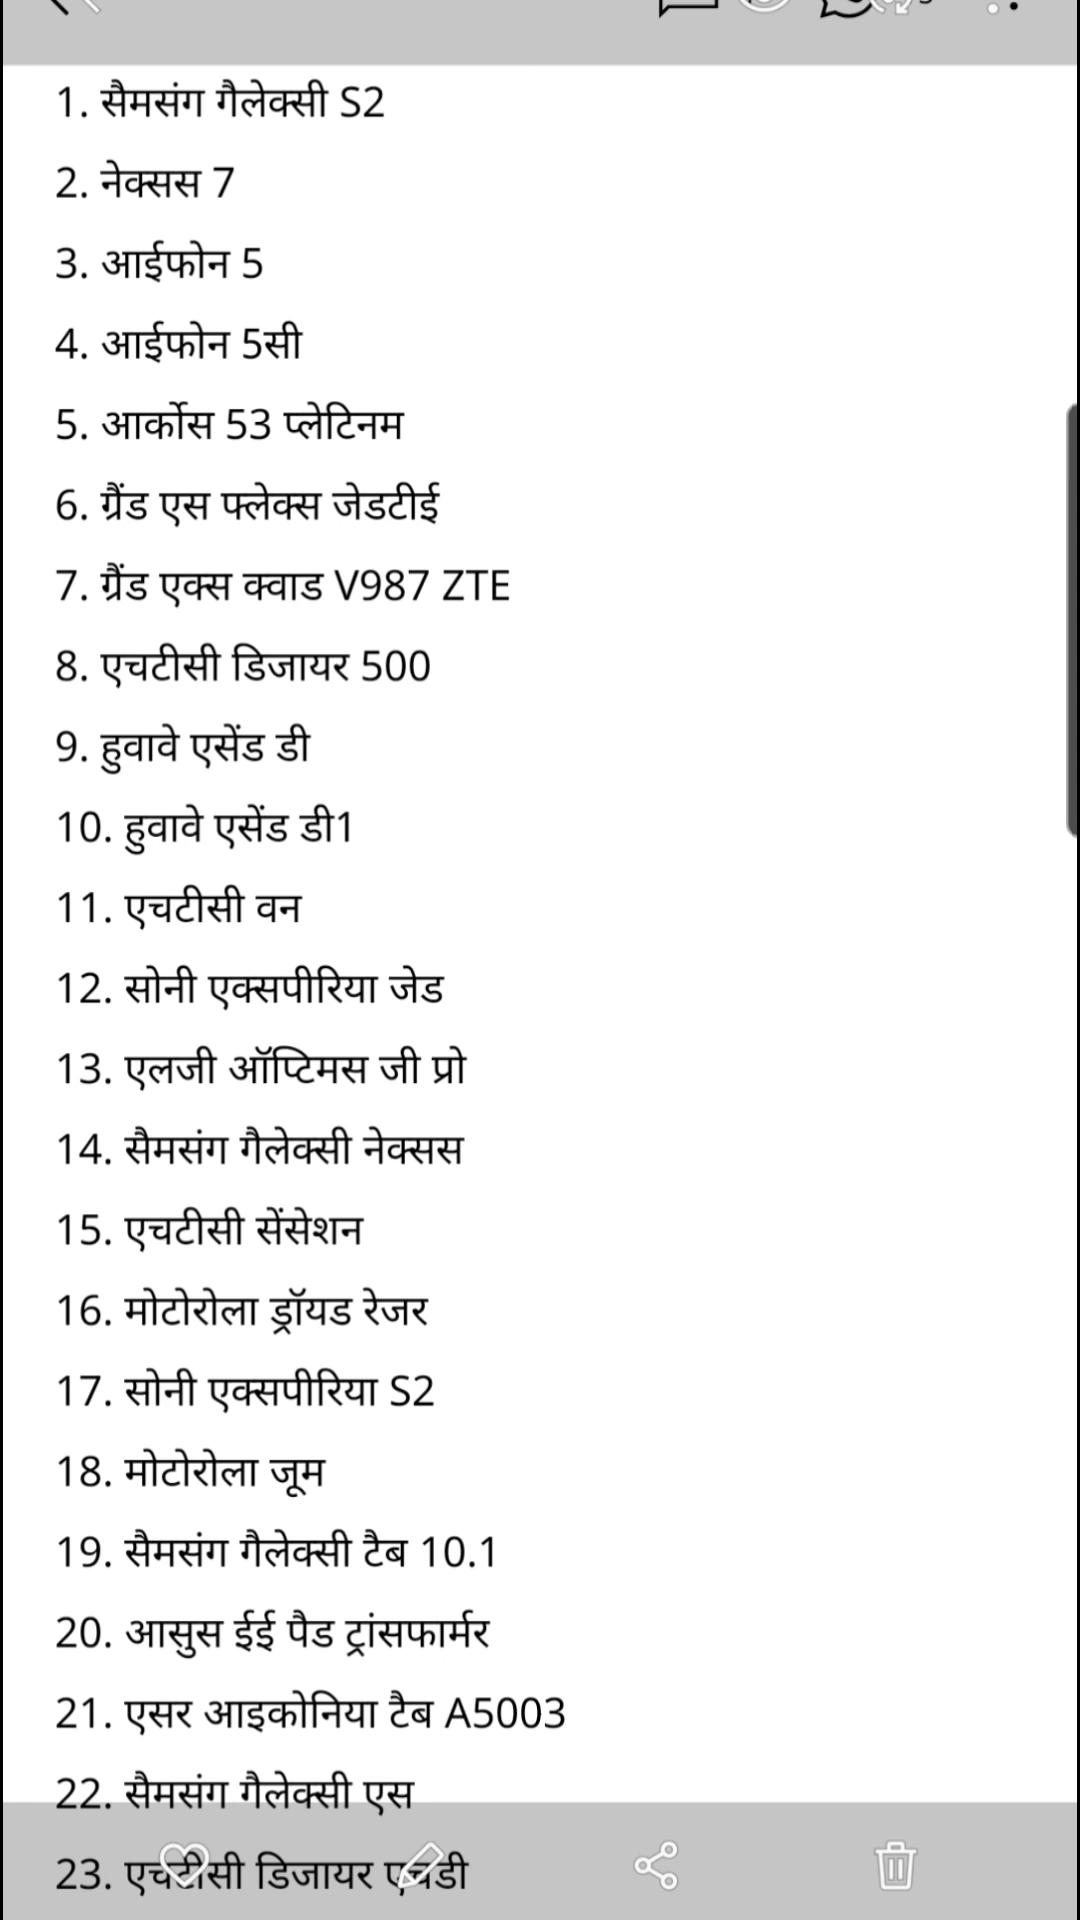 1. सैमसंग गैलेक्सी S2
2. नेक्सस 7
3. आईफोन 5
4. आईफोन 5सी
5. आर्कोस 53 प्लेटिनम
6. ग्रैंड एस फ्लेक्स जेडटीई
7. ग्रैंड एक्स क्वाड V987 ZTE
8. एचटीसी डिजायर 500
9. हुवावे एसेंड डी
10. हुवावे एसेंड डी1
11. एचटीसी वन
12. सोनी एक्सपीरिया जेड
13. एलजी ऑप्टिमस जी प्रो
14. सैमसंग गैलेक्सी नेक्सस
15. एचटीसी सेंसेशन
16. मोटोरोला ड्रॉयड रेजर
17. सोनी एक्सपीरिया S2
18. मोटोरोला जूम
19. सैमसंग गैलेक्सी टैब 10.1
20. आसुस ईई पैड ट्रांसफार्मर
21. एसर आइकोनिया टैब A5003
22. सैमसंग गैलेक्सी एस
23. एचटीसी डिजायर एचडी